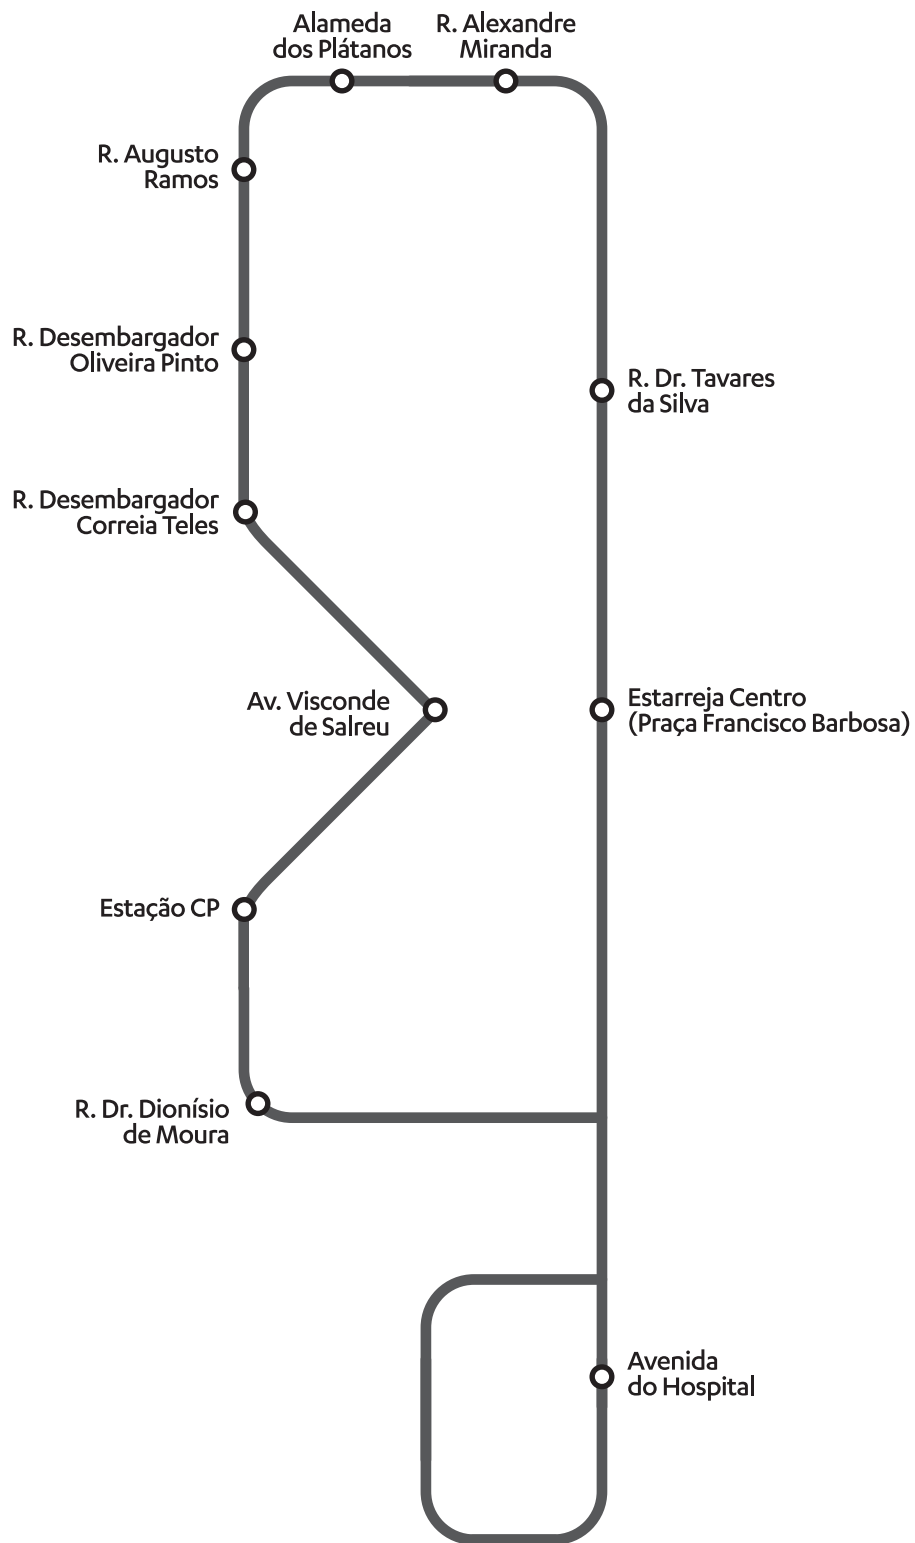 Alameda
dos Plátanos
R. Alexandre
Miranda
R. Augusto
Ramos
R. Desembargador
Oliveira Pinto
R. Dr. Tavares
da Silva
R. Desembargador
Correia Teles
Av. Visconde
de Salreu
Estarreja Centro
(Praça Francisco Barbosa)
Estação CP
R. Dr. Dionísio
de Moura
Avenida
do Hospital